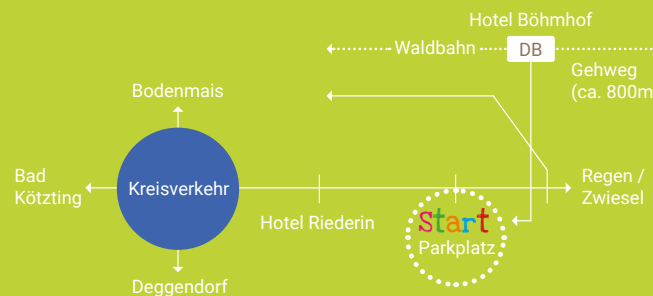 Hotel Böhmhof
Waldbahn
DB
Gehweg
(ca. 800m
Bodenmais
Bad
Kötzting
Kreisverkehr
Regen /
Zwiesel
Hotel Riederin
Start
Parkplatz
Deggendorf